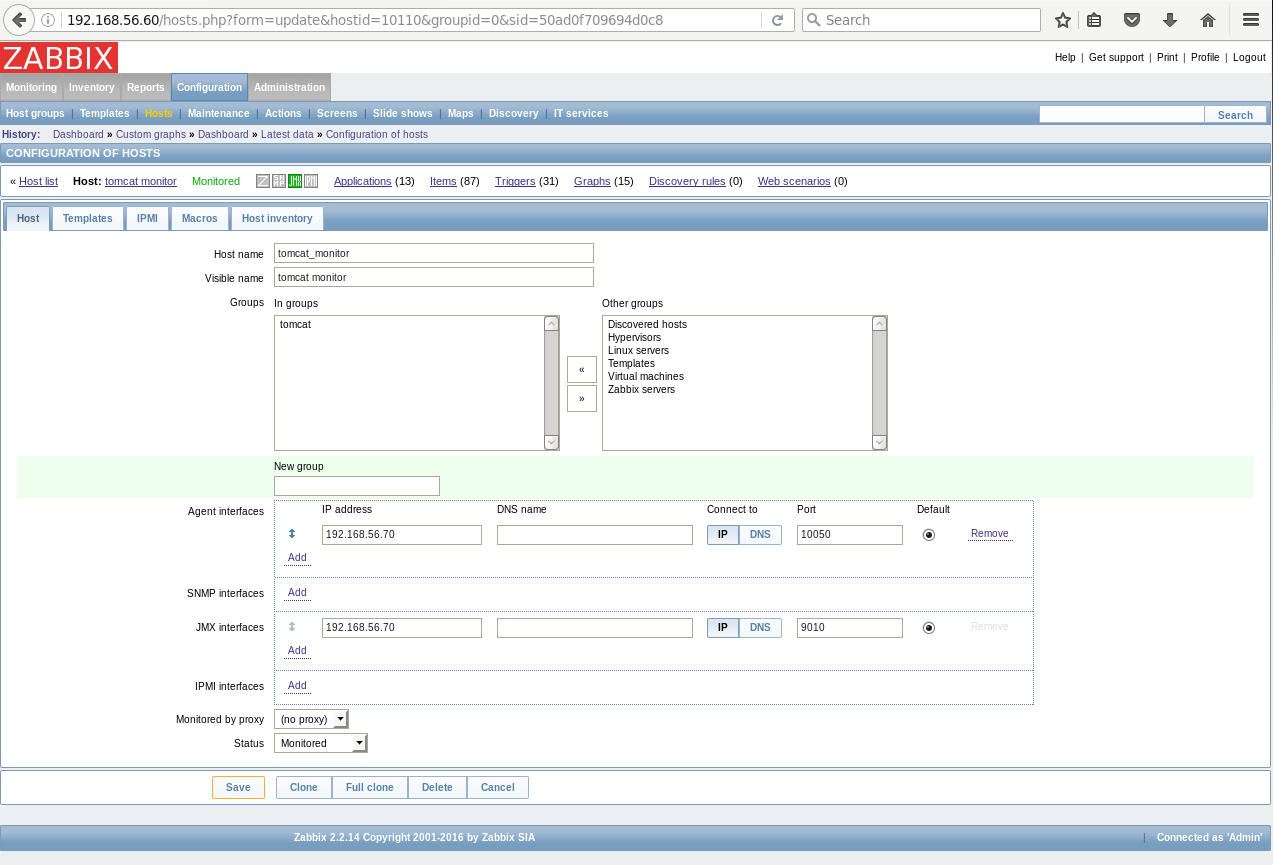 192.168.56.60/hosts.php?form=update&hostid=10110&groupid=0&sid=50ad0f709694d0c8
Search
ZABBIX
Help | Get support | Print | Profile | Logout
Monitoring Inventory Reports Configuration Administration
Host groups | Templates | Hosts | Maintenance | Actions | Screens | Slide shows | Maps | Discovery | IT services
Search
History: Dashboard » Custom graphs » Dashboard » Latest data » Configuration of hosts
CONFIGURATION OF HOSTS
« Host list Host: tomcat monitor Monitored Applications (13) Items (87) Triggers (31) Graphs (15) Discovery rules (0) Web scenarios (0)
Host Templates IPMI Macros Host inventory
Host name tomcat_monitor
Visible name tomcat monitor
Groups In groups Other groups
tomcat
Discovered hosts
Hypervisors
Linux servers
Templates
Virtual machines
Zabbix servers
«
»
New group
Agent interfaces IP address DNS name Connect to Port Default
192.168.56.70 IP DNS 10050 Remove
Add
SNMP interfaces Add
JMX interfaces 192.168.56.70 IP DNS 9010 Remove
Add
IPMI interfaces Add
Monitored by proxy (no proxy)
Status Monitored
Save Clone Full clone Delete Cancel
Zabbix 2.2.14 Copyright 2001-2016 by Zabbix SIA | Connected as 'Admin'